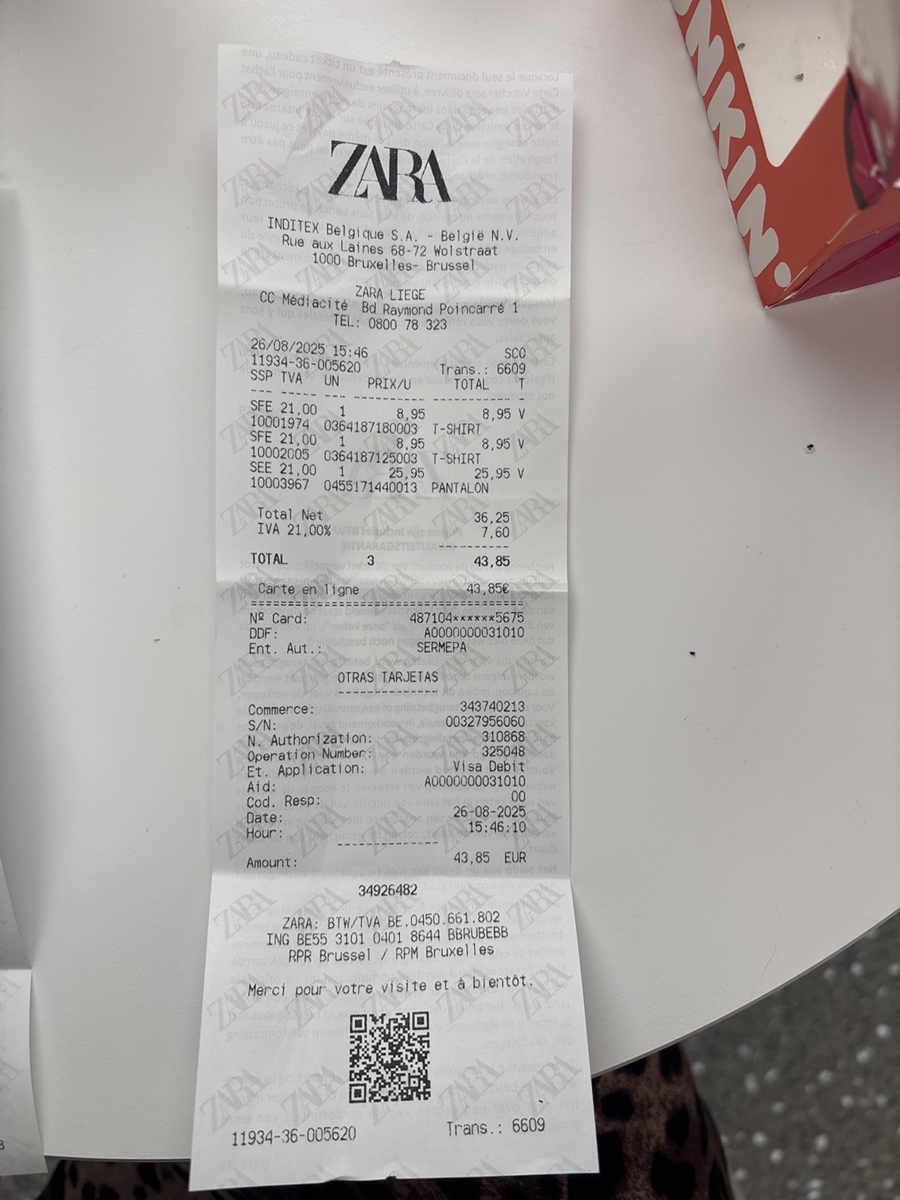 ZARA
INDITEX Belgique S.A. - België N.V.
Rue aux Laines 68-72 Wolstraat
1000 Bruxelles- Brussel
ZARA LIEGE
CC Médiacité Bd Raymond Poincarré 1
TEL: 0800 78 323
26/08/2025 15:46 SCO
11934-36-005620 Trans.: 6609
SSP TVA UN PRIX/U TOTAL T
SFE 21,00 1 8,95 8,95 V
10001974 0364187180003 T-SHIRT
SFE 21,00 1 8,95 8,95 V
10002005 0364187125003 T-SHIRT
SEE 21,00 1 25,95 25,95 V
10003967 0455171440013 PANTALON
Total Net 36,25
IVA 21,00% 7,60
TOTAL 3 43,85
Carte en ligne 43,85€
Nº Card: 487104******5675
DDF: A0000000031010
Ent. Aut.: SERMEPA
OTRAS TARJETAS
Commerce: 343740213
S/N: 00327956060
N. Authorization: 310868
Operation Number: 325048
Et. Application: Visa Debit
Aid: A0000000031010
Cod. Resp: 00
Date: 26-08-2025
Hour: 15:46:10
Amount: 43,85 EUR
34926482
ZARA: BTW/TVA BE.0450.661.802
ING BE55 3101 0401 8644 BBRUBEBB
RPR Brussel / RPM Bruxelles
Merci pour votre visite et à bientôt.
11934-36-005620 Trans.: 6609